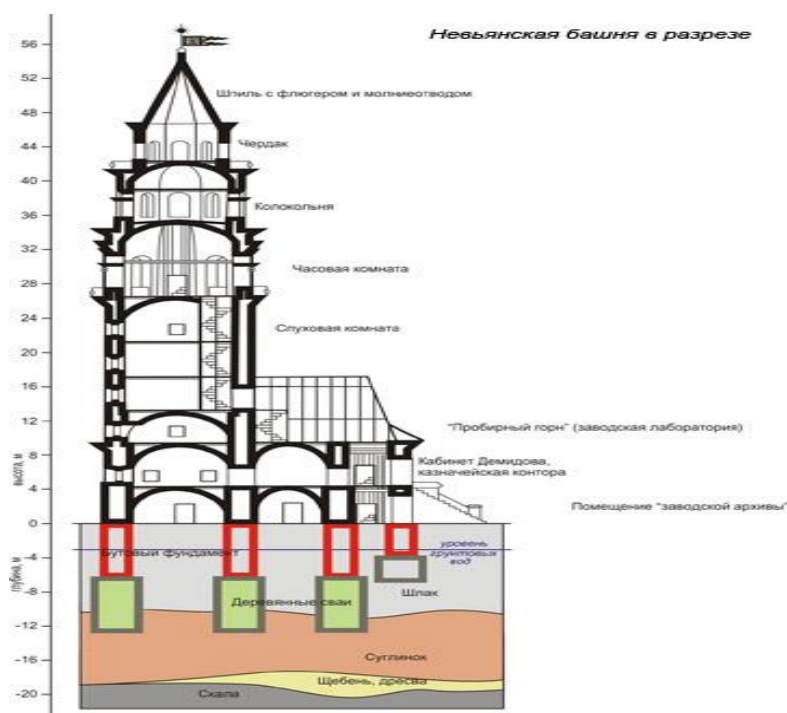 Невьянская башня в разрезе
56
52
48
44
40
36
32
28
24
20
16
12
8
4
0
-4
-8
-12
-16
-20
высота, м
глубина, м
Шпиль с флюгером и молниеотводом
Чердак
Колокольня
Часовая комната
Слуховая комната
"Пробирный горн" (заводская лаборатория)
Кабинет Демидова,
казначейская контора
Помещение "заводской архивы"
уровень
грунтовых
вод
Бутовый фундамент
Шлак
Деревянные сваи
Суглинок
Щебень, дресва
Скала